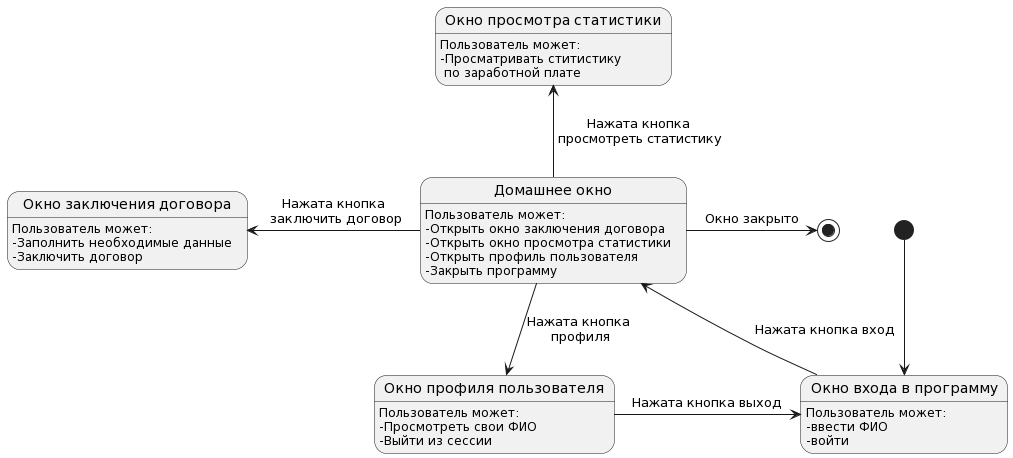 Окно просмотра статистики
Пользователь может:
-Просматривать ститистику
по заработной плате
Нажата кнопка
просмотреть статистику
Домашнее окно
Пользователь может:
-Открыть окно заключения договора
-Открыть окно просмотра статистики
-Открыть профиль пользователя
-Закрыть программу
Нажата кнопка
заключить договор
Окно заключения договора
Пользователь может:
-Заполнить необходимые данные
-Заключить договор
Окно закрыто
Нажата кнопка
профиля
Нажата кнопка вход
Окно профиля пользователя
Пользователь может:
-Просмотреть свои ФИО
-Выйти из сессии
Нажата кнопка выход
Окно входа в программу
Пользователь может:
-ввести ФИО
-войти